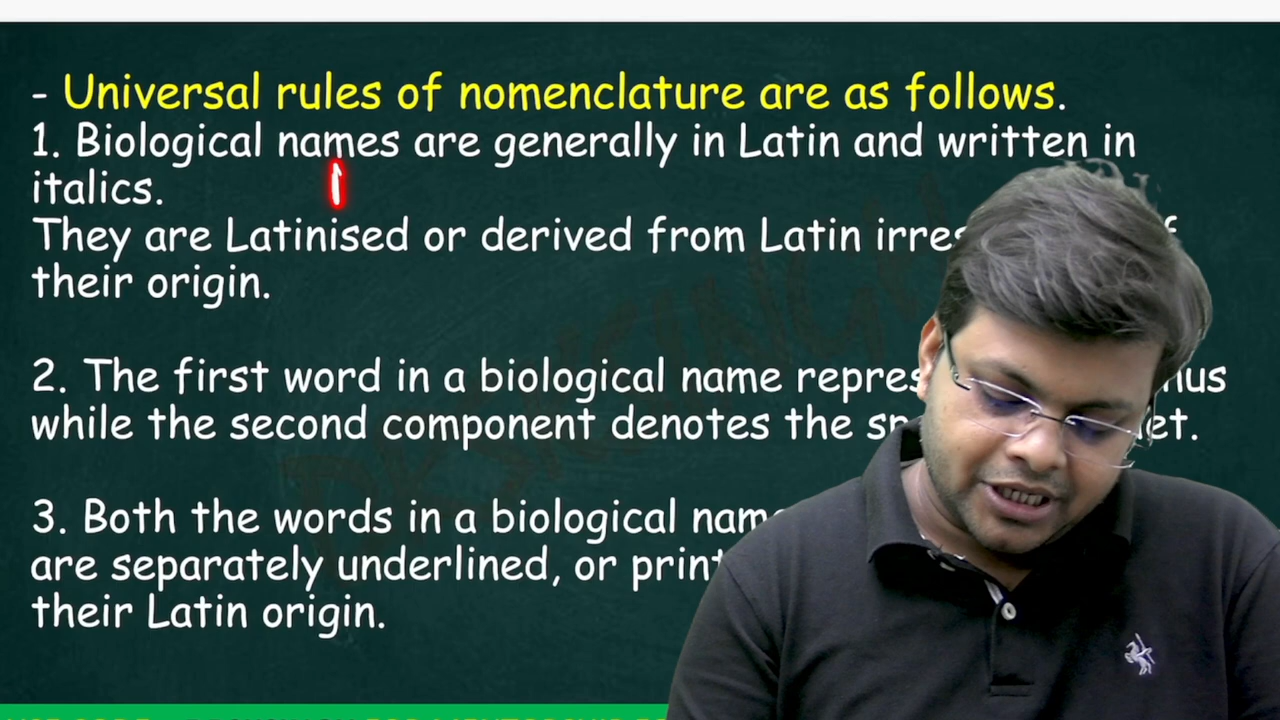 - Universal rules of nomenclature are as follows.
1. Biological names are generally in Latin and written in
italics.
They are Latinised or derived from Latin
their origin.
2. The first word in a biological name
while the second component denotes the
3. Both the words in a biological
are separately underlined, or
their Latin origin.